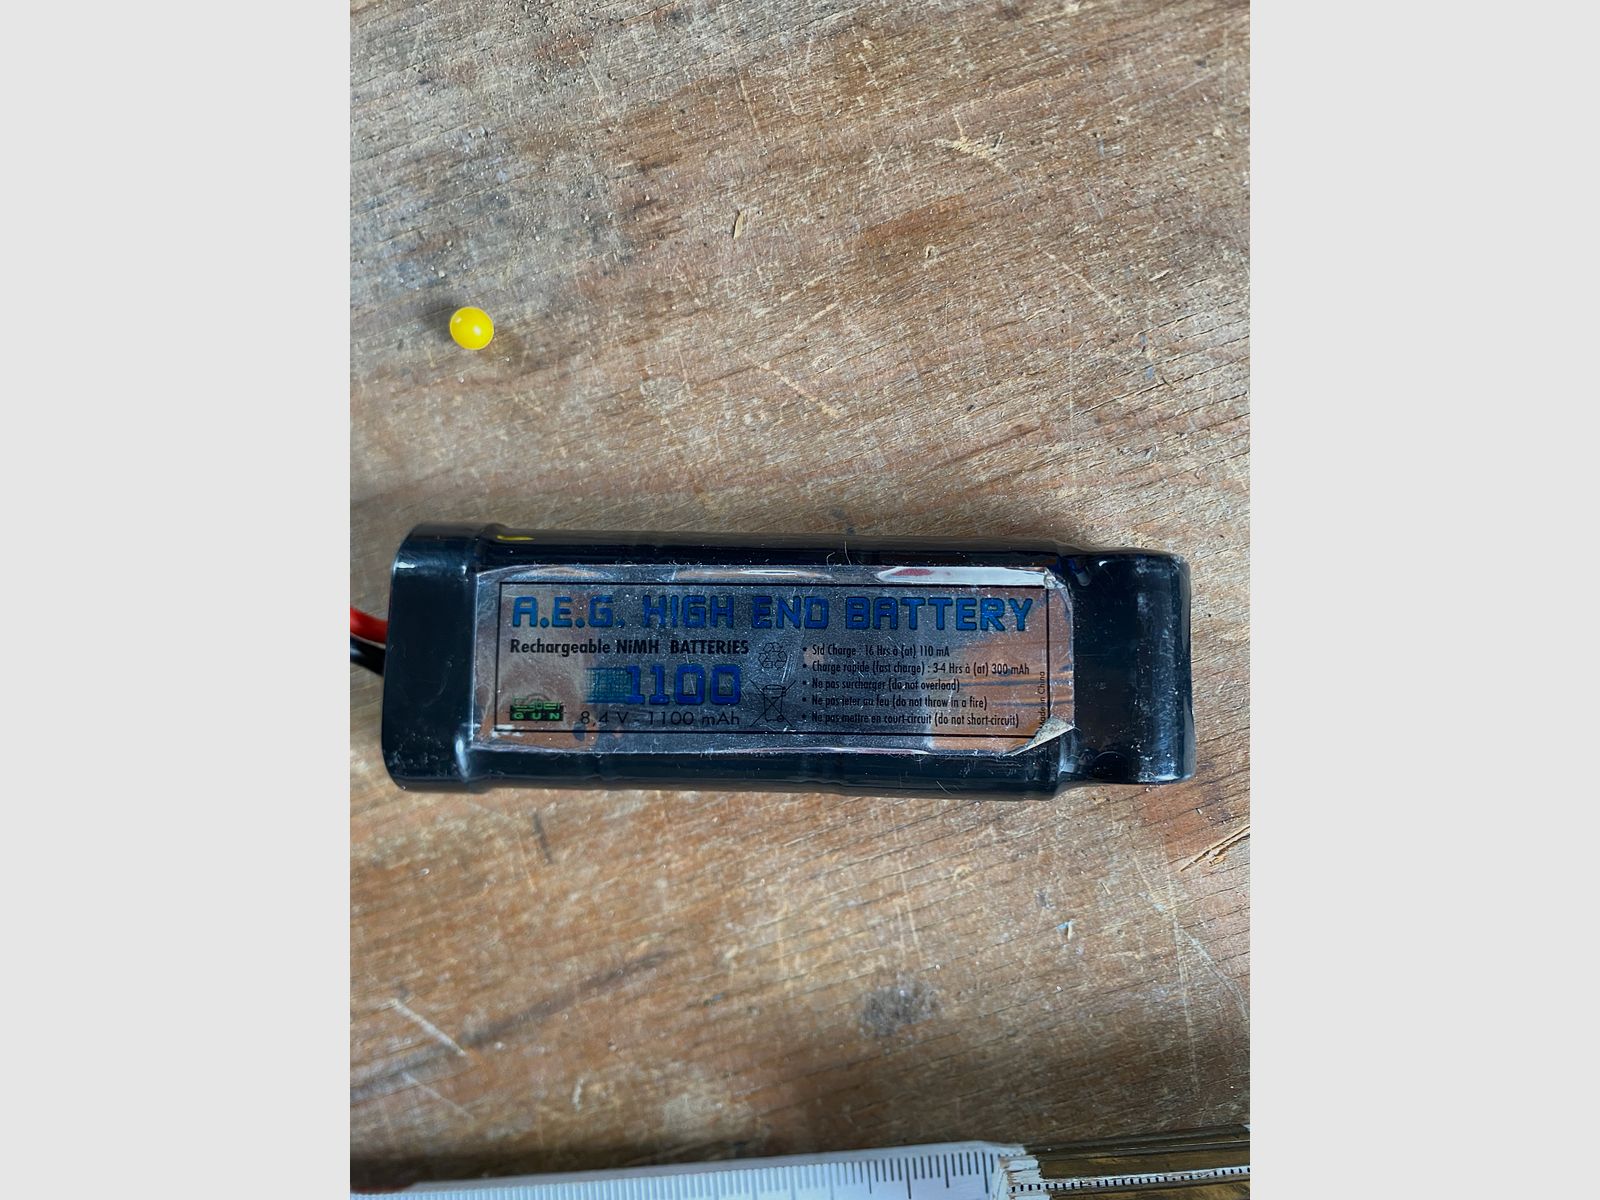 A.E.G. HIGH END BATTERY
Rechargeable NiMH BATTERIES
1100
GUN
8,4 V - 1100 mAh
• Std Charge : 16 Hrs à (at) 110 mA
• Charge rapide (fast charge) : 3-4 Hrs à (at) 300 mAh
• Ne pas surcharger (do not overload)
• Ne pas jeter au feu (do not throw in a fire)
• Ne pas mettre en court-circuit (do not short-circuit)
Made in China